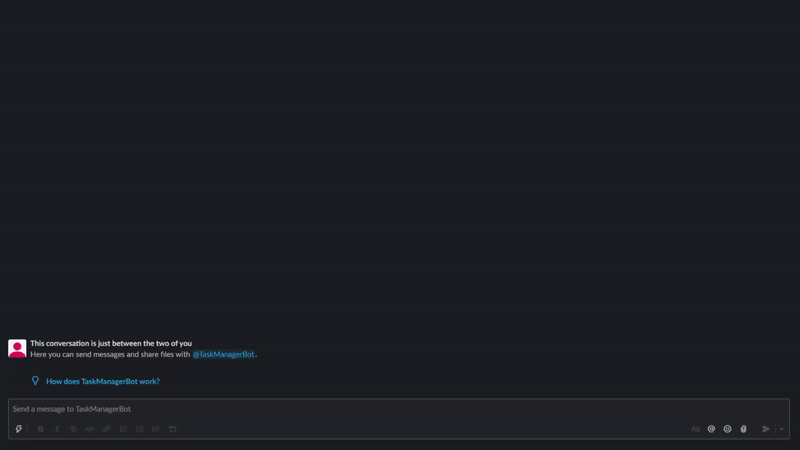 This conversation is just between the two of you
Here you can send messages and share files with @TaskManagerBot.
How does TaskManagerBot work?
Send a message to TaskManagerBot
B I S Aa @